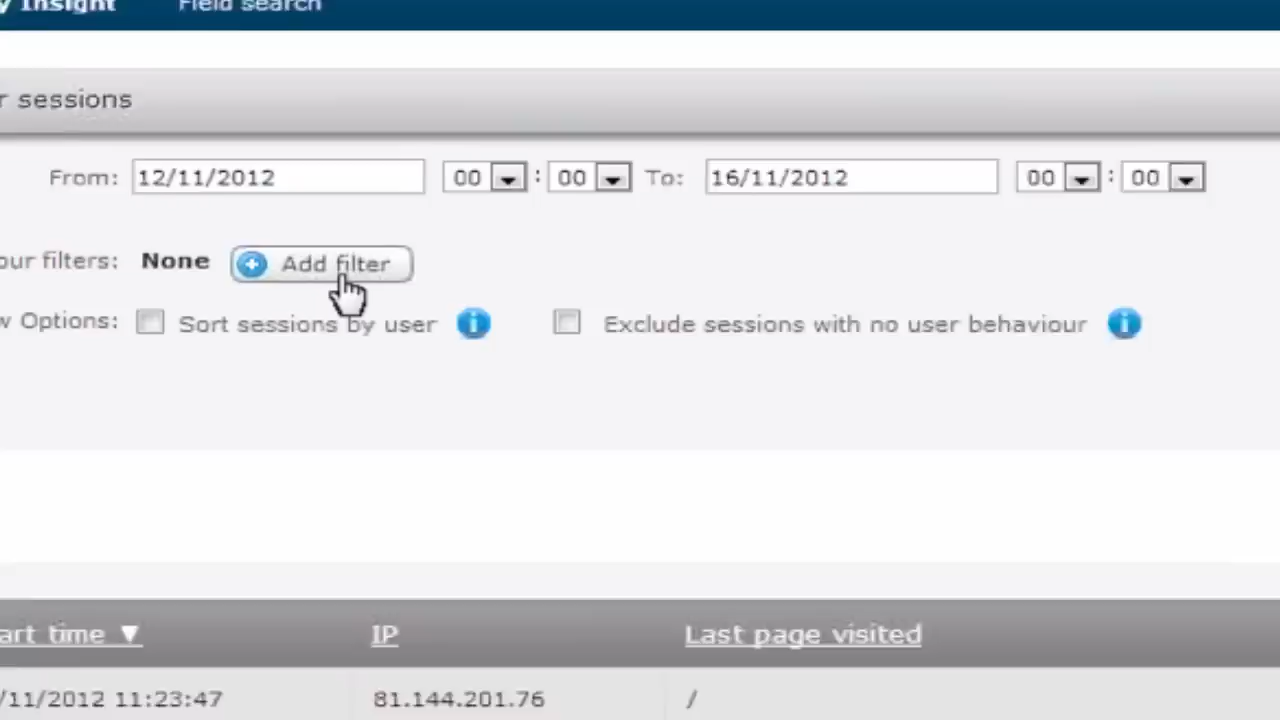 y Insight Field search
r sessions
From: 12/11/2012 00 : 00 To: 16/11/2012 00 : 00
our filters: None Add filter
w Options: Sort sessions by user i Exclude sessions with no user behaviour i
art time ▼ IP Last page visited
/11/2012 11:23:47 81.144.201.76 /